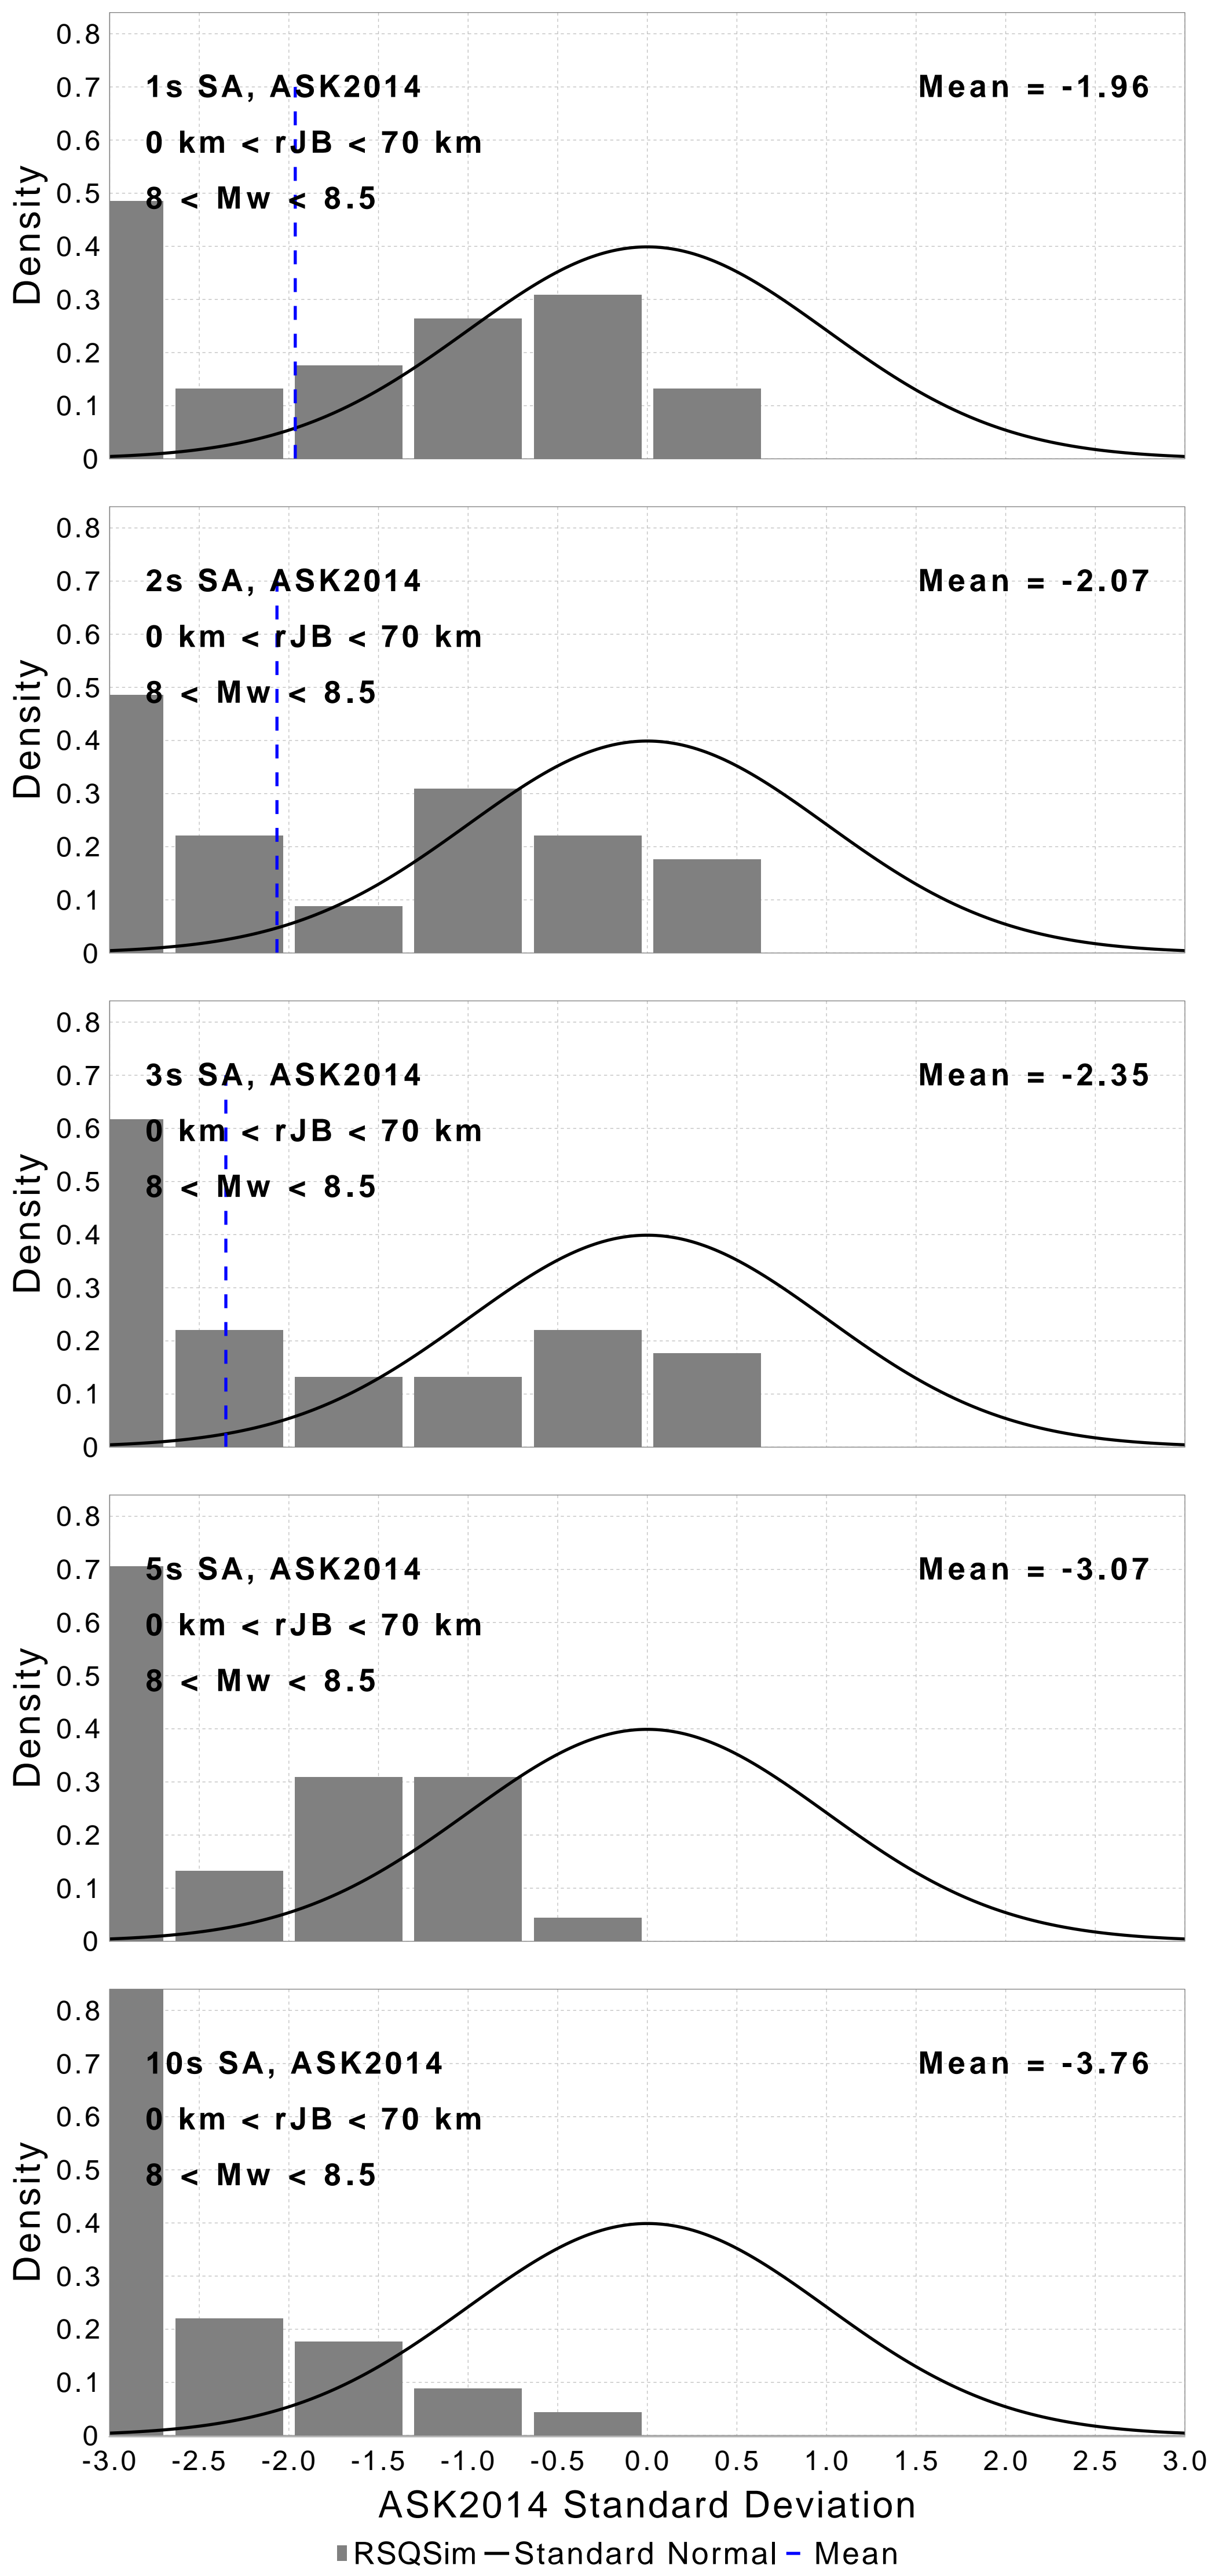 0.8
0.7
0.6
0.5
0.4
0.3
0.2
0.1
0
Density
1s SA, ASK2014
Mean = -1.96
0 km < rJB < 70 km
8 < Mw < 8.5
0.8
0.7
0.6
0.5
0.4
0.3
0.2
0.1
0
Density
2s SA, ASK2014
Mean = -2.07
0 km < rJB < 70 km
8 < Mw < 8.5
0.8
0.7
0.6
0.5
0.4
0.3
0.2
0.1
0
Density
3s SA, ASK2014
Mean = -2.35
0 km < rJB < 70 km
8 < Mw < 8.5
0.8
0.7
0.6
0.5
0.4
0.3
0.2
0.1
0
Density
5s SA, ASK2014
Mean = -3.07
0 km < rJB < 70 km
8 < Mw < 8.5
0.8
0.7
0.6
0.5
0.4
0.3
0.2
0.1
0
Density
10s SA, ASK2014
Mean = -3.76
0 km < rJB < 70 km
8 < Mw < 8.5
-3.0 -2.5 -2.0 -1.5 -1.0 -0.5 0.0 0.5 1.0 1.5 2.0 2.5 3.0
ASK2014 Standard Deviation
RSQSim Standard Normal Mean